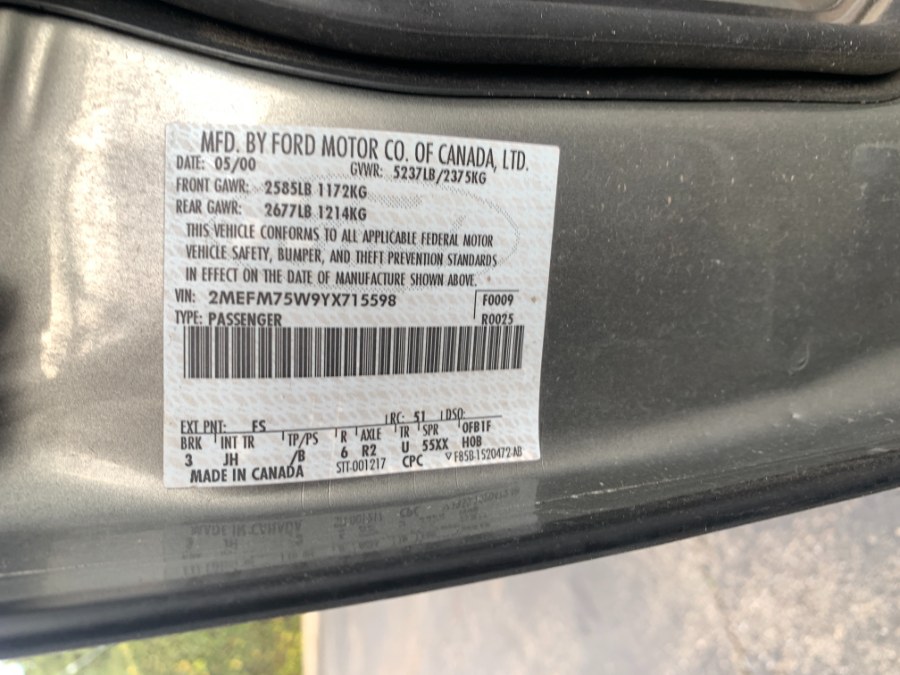 MFD. BY FORD MOTOR CO. OF CANADA, LTD.
DATE: 05/00 GVWR: 5237LB/2375KG
FRONT GAWR: 2585LB 1172KG
REAR GAWR: 2677LB 1214KG
THIS VEHICLE CONFORMS TO ALL APPLICABLE FEDERAL MOTOR
VEHICLE SAFETY, BUMPER, AND THEFT PREVENTION STANDARDS
IN EFFECT ON THE DATE OF MANUFACTURE SHOWN ABOVE.
VIN: 2MEFM75W9YX715598 F0009
TYPE: PASSENGER R0025
EXT PNT: FS RC: 51 DSO:
BRK INT TR TP/PS R AXLE TR SPR 0FB1F
3 JH /B 6 R2 U 55XX H0B
MADE IN CANADA STT-001217 CPC F85B-1520472-AB